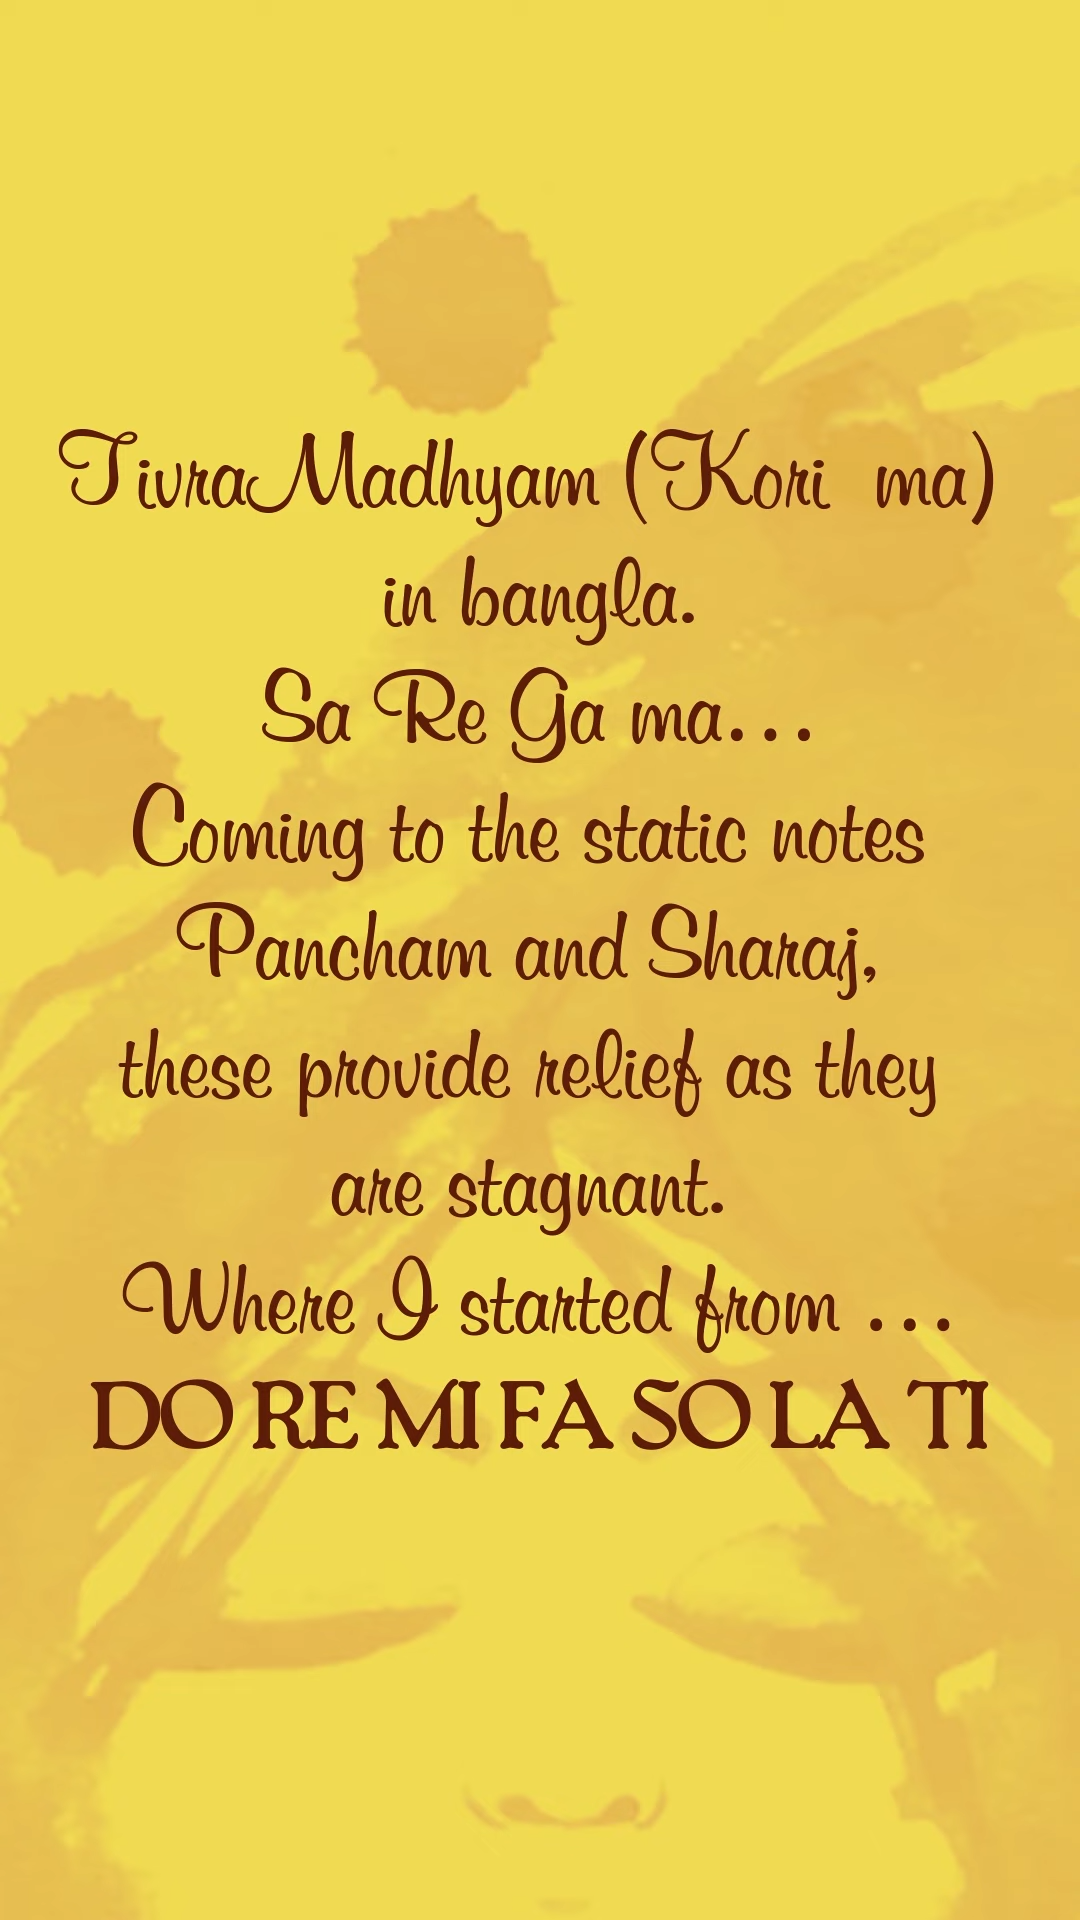 TivraMadhyam (Kori ma)
in bangla.
Sa Re Ga ma...
Coming to the static notes
Pancham and Sharaj,
these provide relief as they
are stagnant.
Where I started from ...
DO RE MI FA SO LA TI